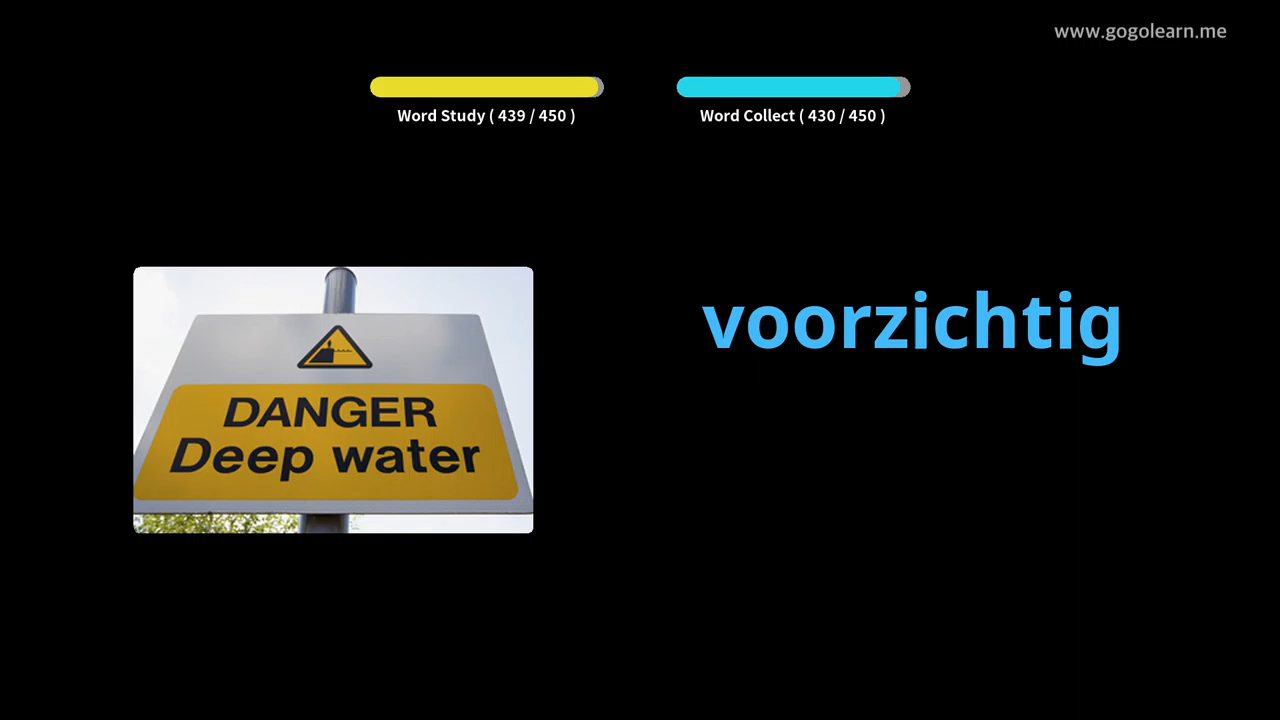 www.gogolearn.me
Word Study ( 439 / 450 )
Word Collect ( 430 / 450 )
DANGER
Deep water
voorzichtig